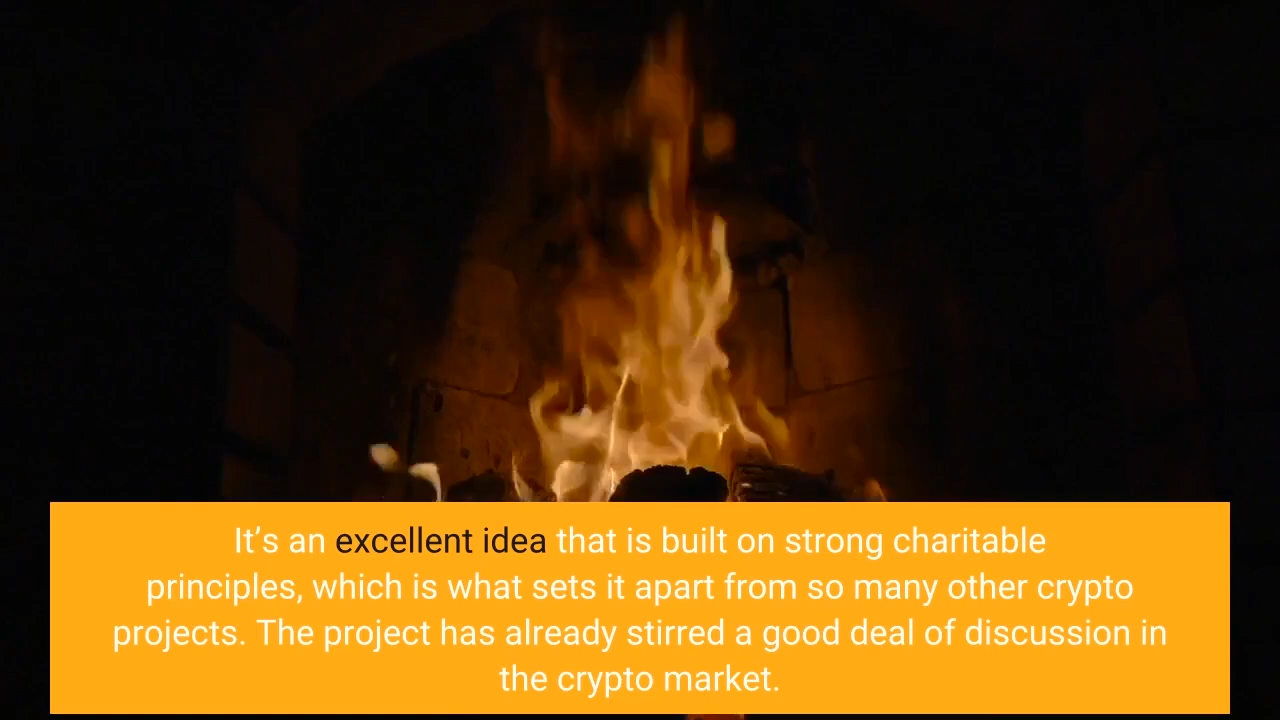 It’s an excellent idea that is built on strong charitable
principles, which is what sets it apart from so many other crypto
projects. The project has already stirred a good deal of discussion in
the crypto market.